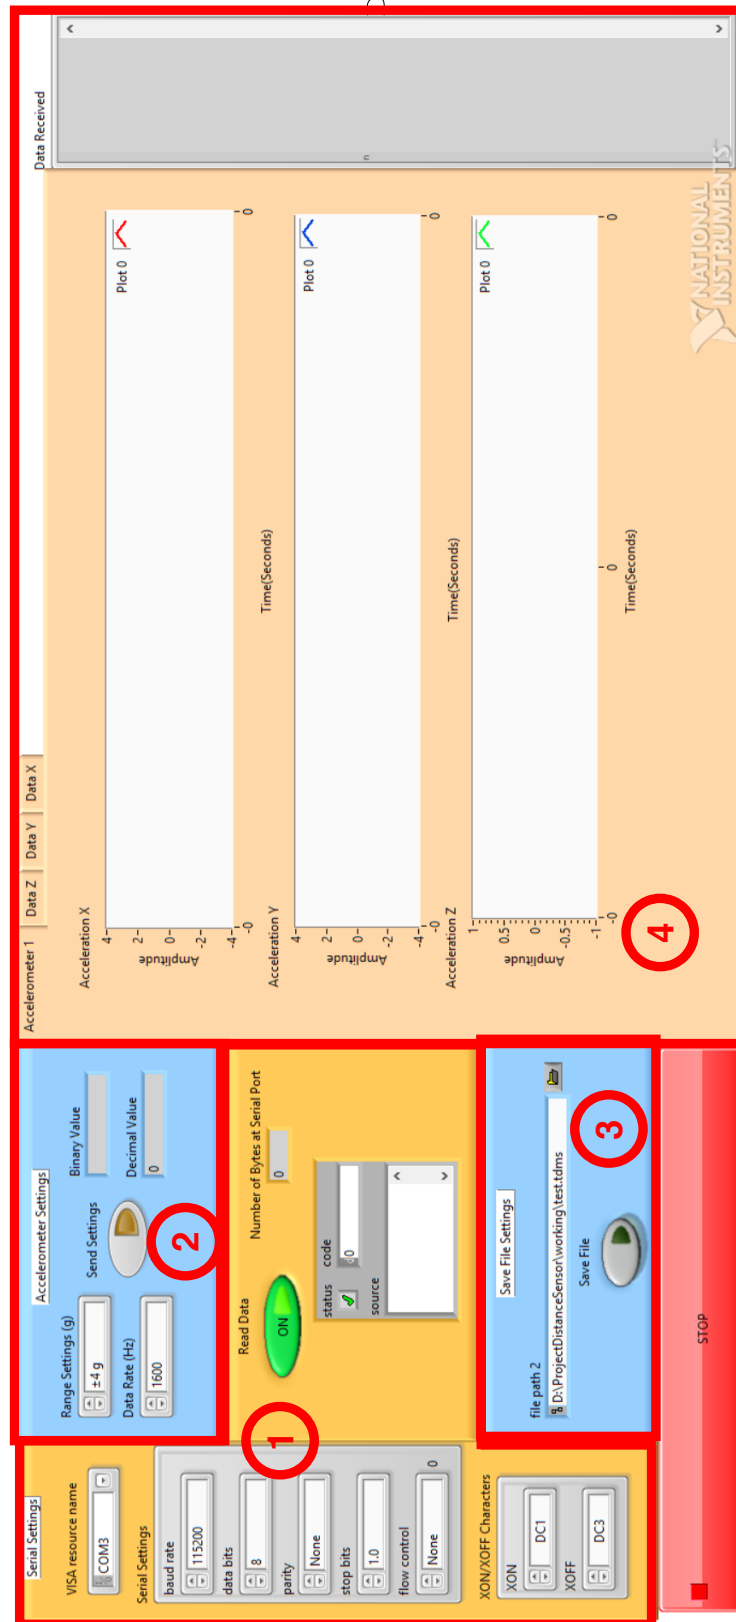 Serial Settings
VISA resource name
COM3
Serial Settings
baud rate
115200
data bits
8
parity
None
stop bits
1.0
flow control
None
0
XON/XOFF Characters
XON
DC1
XOFF
DC3
1
Accelerometer Settings
Range Settings (g)
±4 g
Data Rate (Hz)
1600
Send Settings
Binary Value
Decimal Value
0
2
Read Data
ON
Number of Bytes at Serial Port
0
status
code
0
source
Save File Settings
file path 2
D:\ProjectDistanceSensor\working\test.tdms
Save File
3
STOP
Accelerometer 1
Data Z
Data Y
Data X
Acceleration X
Plot 0
4
2
0
-2
-4
Amplitude
0
0
Time(Seconds)
Acceleration Y
Plot 0
4
2
0
-2
-4
Amplitude
0
0
Time(Seconds)
Acceleration Z
Plot 0
1
0.5
0
-0.5
-1
Amplitude
0
0
0
Time(Seconds)
4
Data Received
NATIONAL
INSTRUMENTS